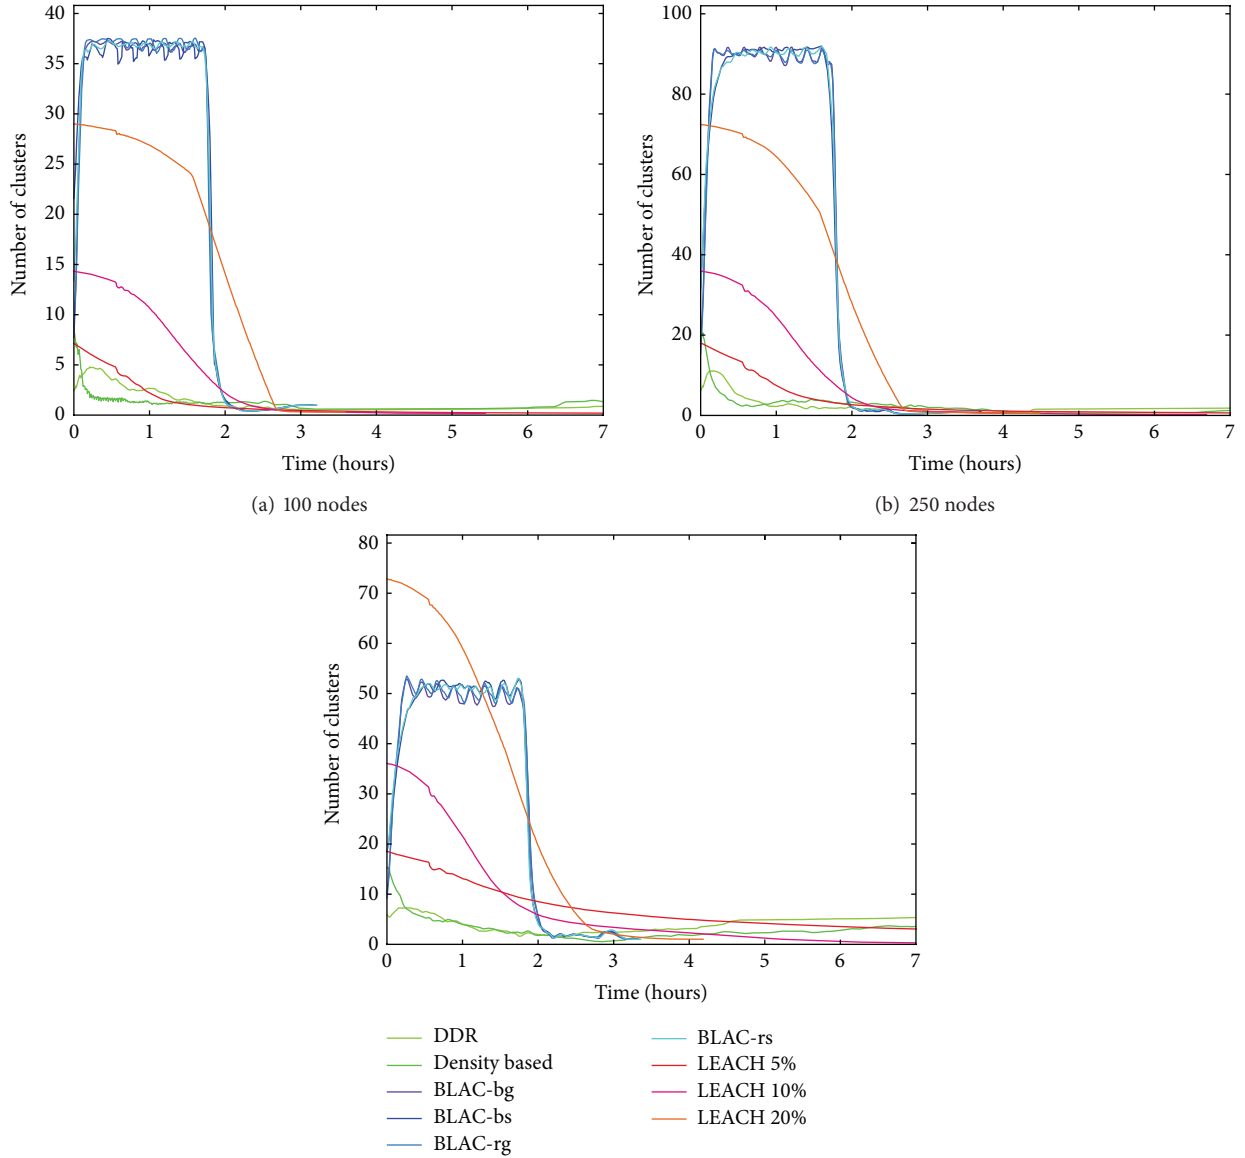 40
35
30
25
20
15
10
5
0
Number of clusters
0 1 2 3 4 5 6 7
Time (hours)
(a) 100 nodes
100
80
60
40
20
0
Number of clusters
0 1 2 3 4 5 6 7
Time (hours)
(b) 250 nodes
80
70
60
50
40
30
20
10
0
Number of clusters
0 1 2 3 4 5 6 7
Time (hours)
DDR
Density based
BLAC-bg
BLAC-bs
BLAC-rg
BLAC-rs
LEACH 5%
LEACH 10%
LEACH 20%